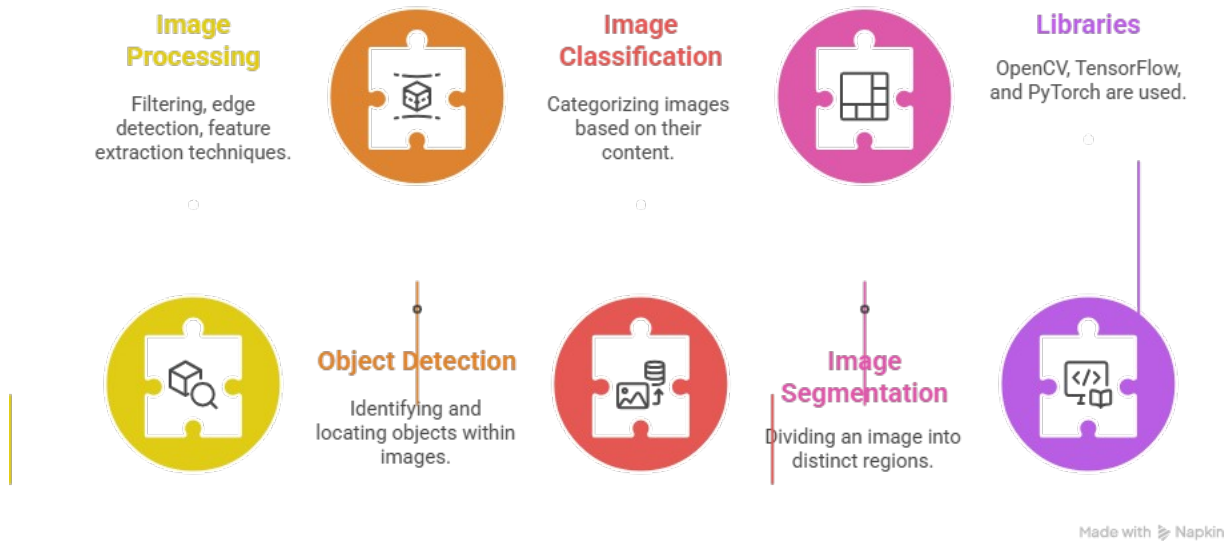 Image
Processing
Filtering, edge
detection, feature
extraction techniques.
Object Detection
Identifying and
locating objects within
images.
Image
Classification
Categorizing images
based on their
content.
Image
Segmentation
Dividing an image into
distinct regions.
Libraries
OpenCV, TensorFlow,
and PyTorch are used.
</>
Made with Napkin